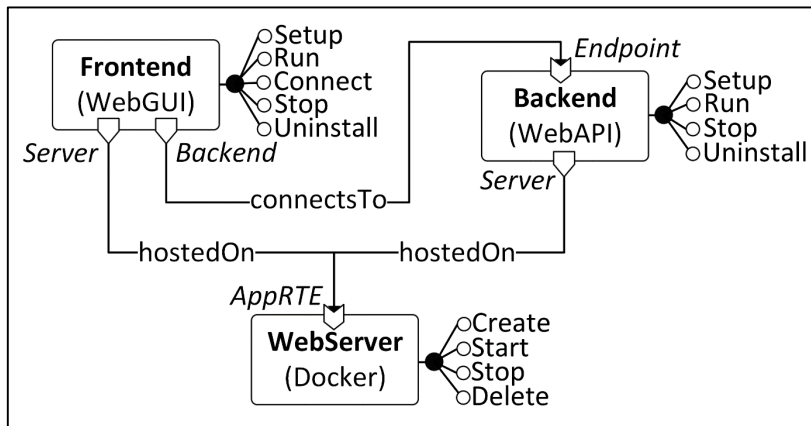 Frontend
(WebGUI)
Setup
Run
Connect
Stop
Uninstall
Server
Backend
Endpoint
Backend
(WebAPI)
Setup
Run
Stop
Uninstall
Server
connectsTo
hostedOn
hostedOn
AppRTE
WebServer
(Docker)
Create
Start
Stop
Delete